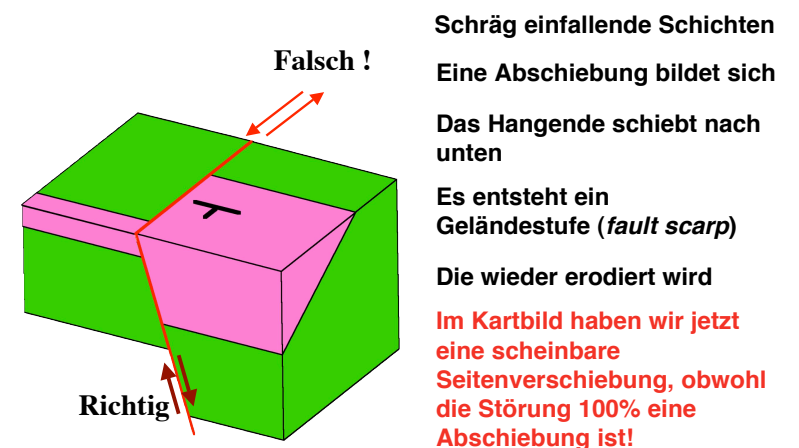 Falsch !
Richtig
Schräg einfallende Schichten
Eine Abschiebung bildet sich
Das Hangende schiebt nach
unten
Es entsteht ein
Geländestufe (fault scarp)
Die wieder erodiert wird
Im Kartbild haben wir jetzt
eine scheinbare
Seitenverschiebung, obwohl
die Störung 100% eine
Abschiebung ist!